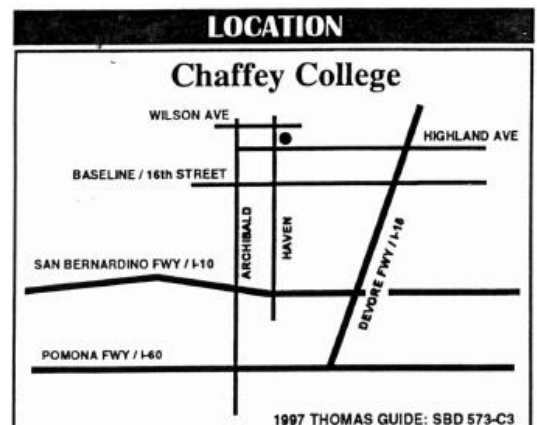 LOCATION
Chaffey College
WILSON AVE
HIGHLAND AVE
BASELINE / 16th STREET
ARCHIBALD
HAVEN
SAN BERNARDINO FWY / I-10
DEVORE FWY / I-15
POMONA FWY / I-60
1997 THOMAS GUIDE: SBD 573-C3